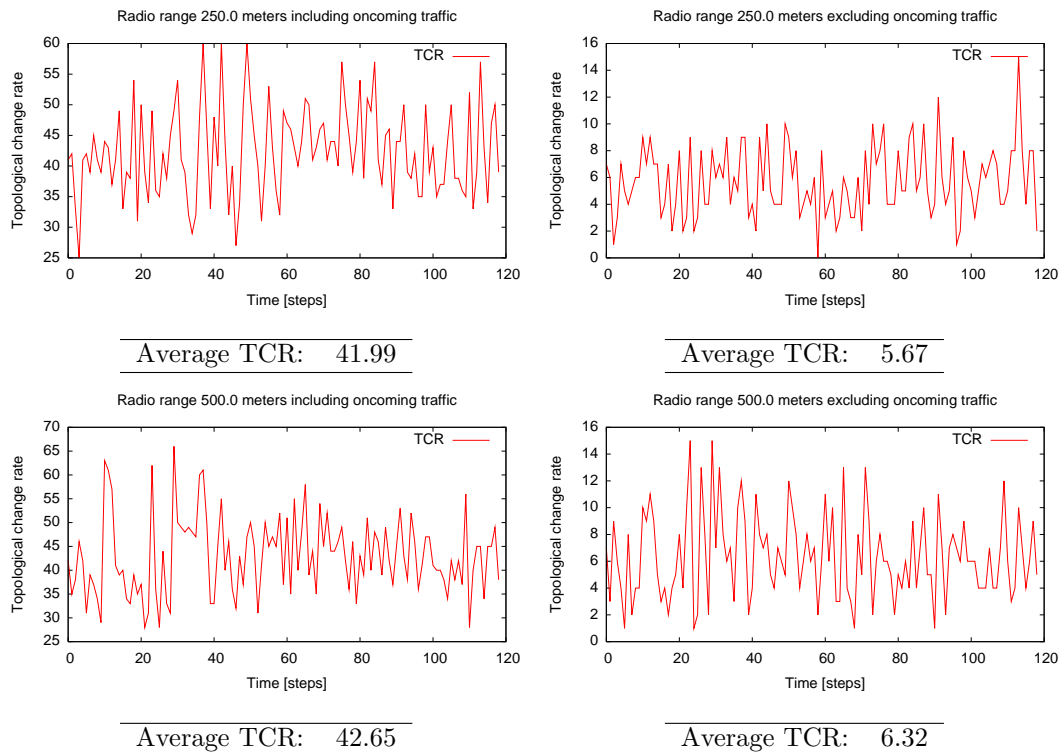 Radio range 250.0 meters including oncoming traffic
60
55
50
45
40
35
30
25
0 20 40 60 80 100 120
Topological change rate
Time [steps]
TCR
Average TCR: 41.99
Radio range 250.0 meters excluding oncoming traffic
16
14
12
10
8
6
4
2
0
0 20 40 60 80 100 120
Topological change rate
Time [steps]
TCR
Average TCR: 5.67
Radio range 500.0 meters including oncoming traffic
70
65
60
55
50
45
40
35
30
25
0 20 40 60 80 100 120
Topological change rate
Time [steps]
TCR
Average TCR: 42.65
Radio range 500.0 meters excluding oncoming traffic
16
14
12
10
8
6
4
2
0
0 20 40 60 80 100 120
Topological change rate
Time [steps]
TCR
Average TCR: 6.32